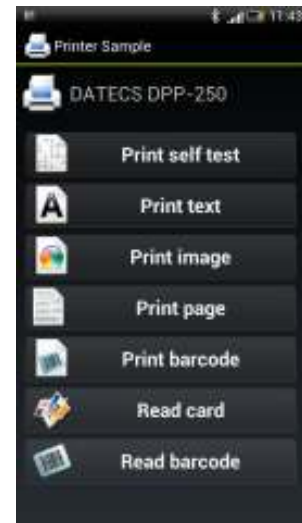 11:43
Printer Sample
DATECS DPP-250
Print self test
Print text
Print image
Print page
Print barcode
Read card
Read barcode